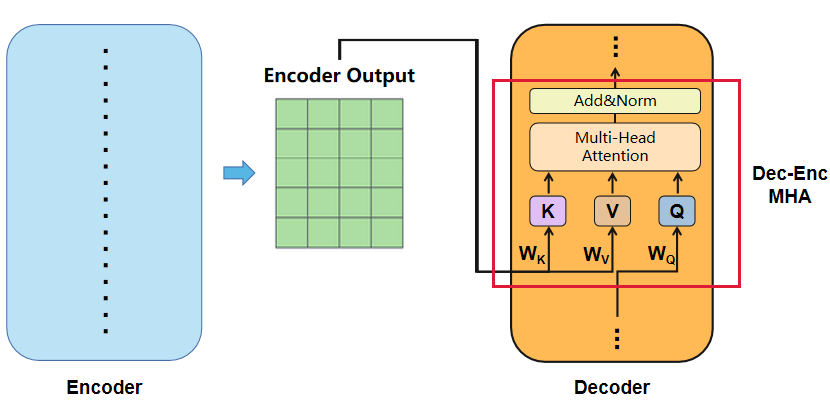 Encoder Output
Add&Norm
Multi-Head
Attention
Dec-Enc
MHA
K
V
Q
W_K
W_V
W_Q
Encoder
Decoder